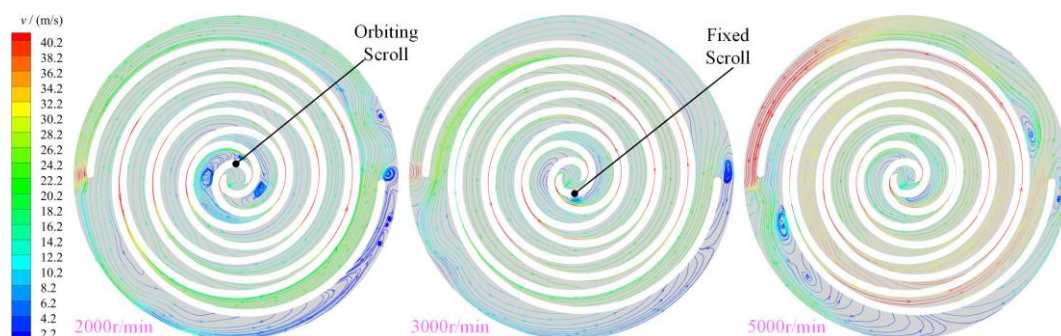 v / (m/s)
40.2
38.2
36.2
34.2
32.2
30.2
28.2
26.2
24.2
22.2
20.2
18.2
16.2
14.2
12.2
10.2
8.2
6.2
4.2
2.2
Orbiting
Scroll
Fixed
Scroll
2000r/min
3000r/min
5000r/min